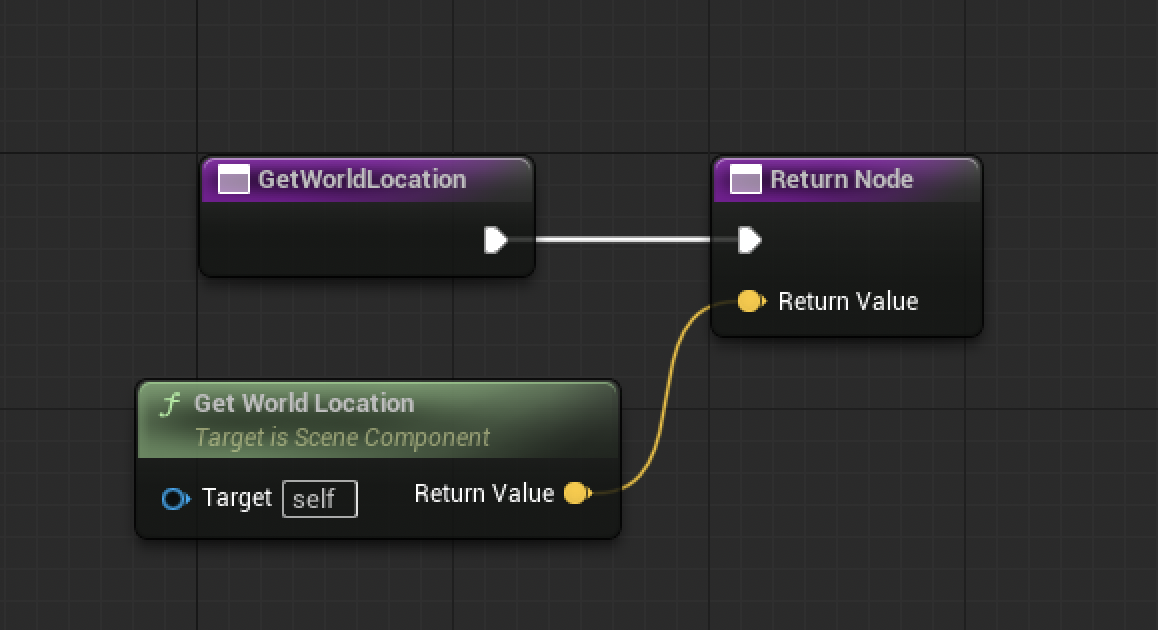 GetWorldLocation
Return Node
Return Value
Get World Location
Target is Scene Component
Target self
Return Value